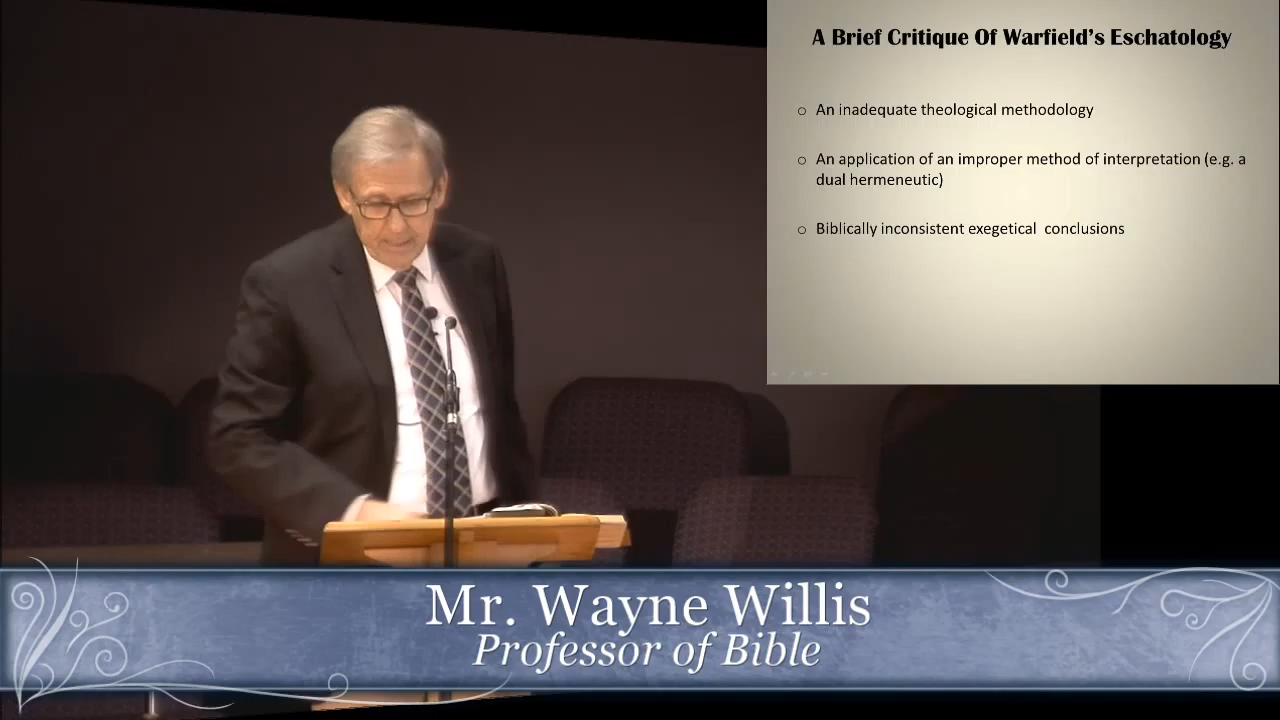 A Brief Critique Of Warfield's Eschatology
○ An inadequate theological methodology
○ An application of an improper method of interpretation (e.g. a
dual hermeneutic)
○ Biblically inconsistent exegetical conclusions
Mr. Wayne Willis
Professor of Bible